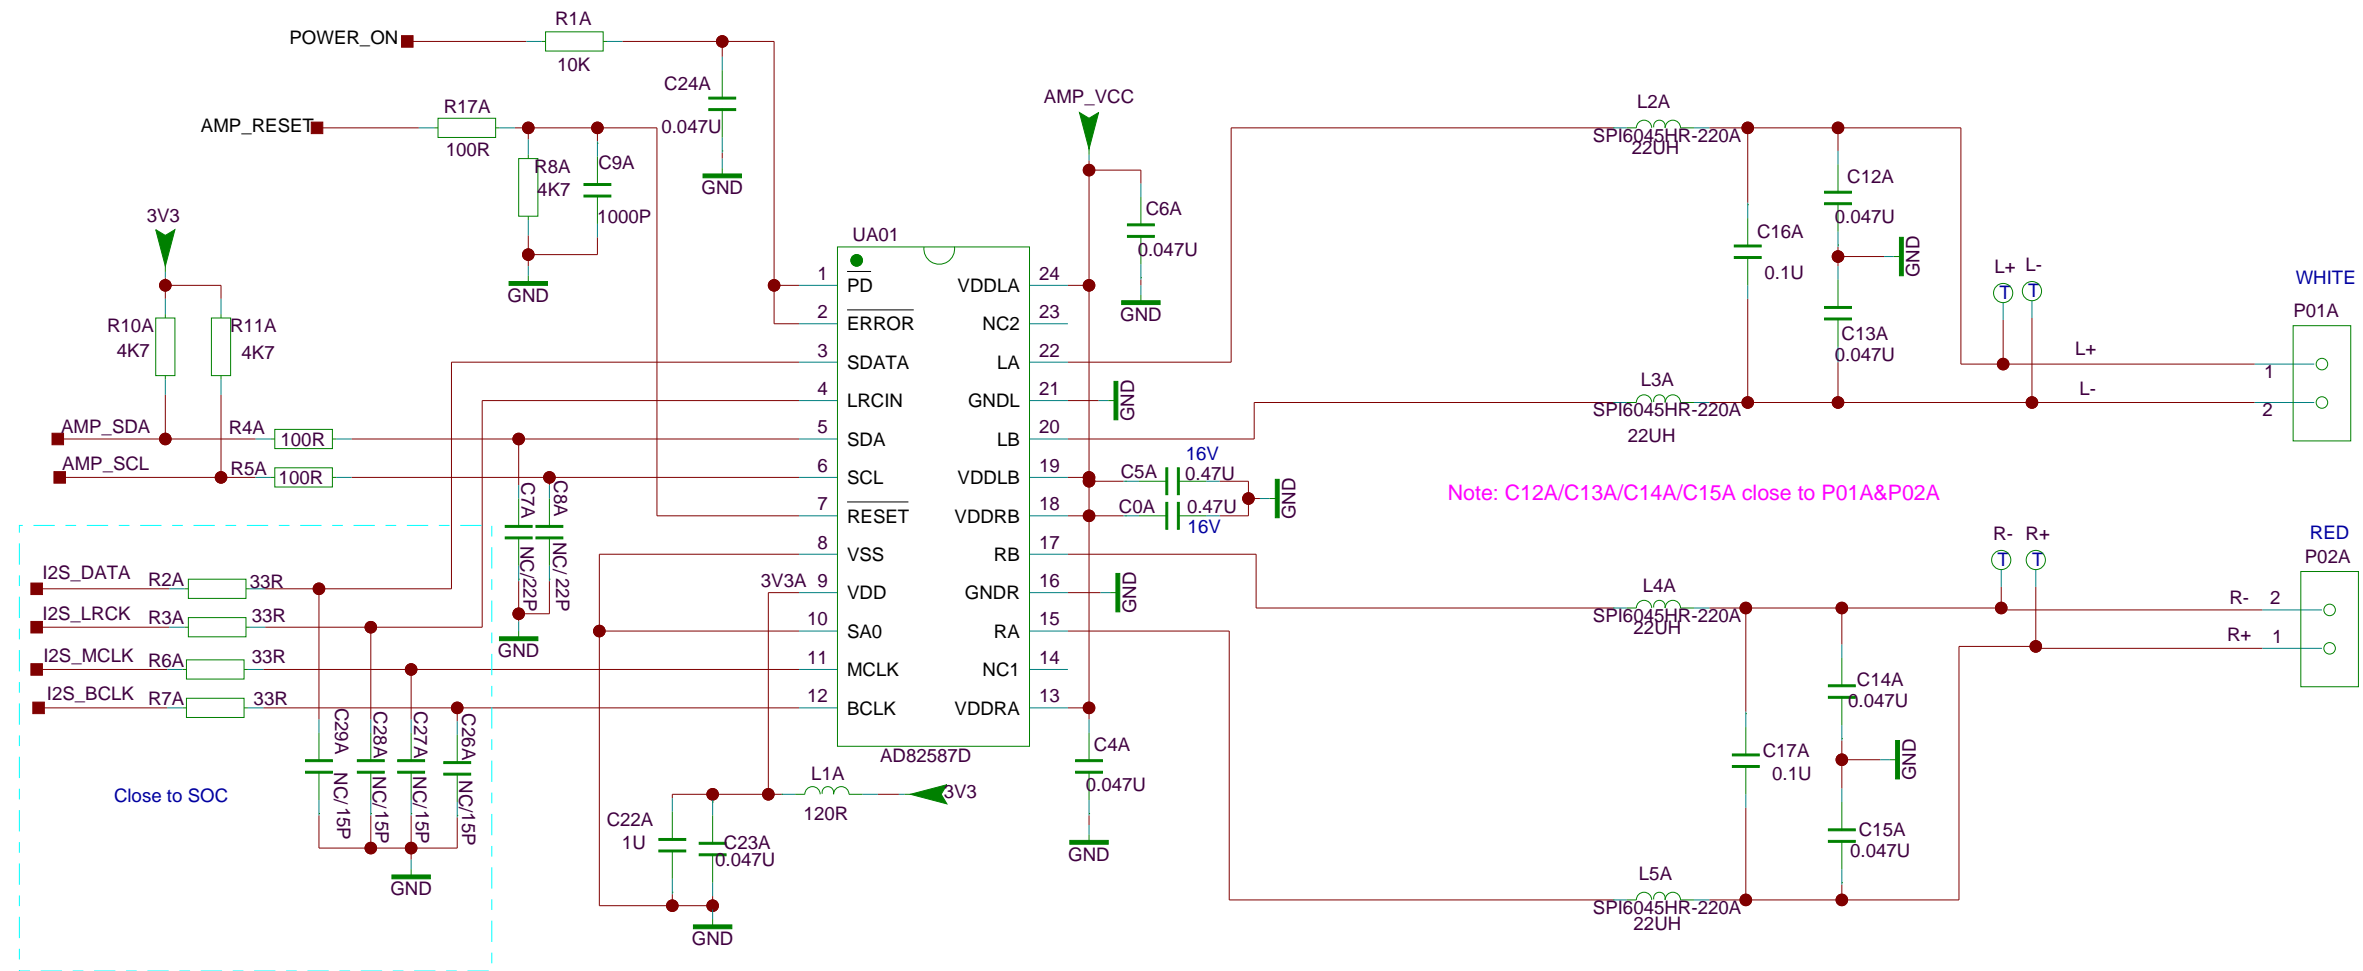 R1A
POWER_ON
10K
C24A
0.047U
GND
R17A
AMP_RESET
100R
R8A
4K7
C9A
1000P
GND
3V3
R10A
4K7
R11A
4K7
AMP_SDA
R4A
100R
AMP_SCL
R5A
100R
C7A
NC/22P
C8A
NC/22P
GND
I2S_DATA
R2A
33R
I2S_LRCK
R3A
33R
I2S_MCLK
R6A
33R
I2S_BCLK
R7A
33R
C29A
NC/15P
C28A
NC/15P
C27A
NC/15P
C26A
NC/15P
Close to SOC
GND
UA01
1 PD
2 ERROR
3 SDATA
4 LRCIN
5 SDA
6 SCL
7 RESET
8 VSS
3V3A 9 VDD
10 SA0
11 MCLK
12 BCLK
VDDLA 24
NC2 23
LA 22
GNDL 21
LB 20
VDDLB 19
VDDRB 18
RB 17
GNDR 16
RA 15
NC1 14
VDDRA 13
AD82587D
L1A
120R
3V3
C22A
1U
C23A
0.047U
GND
AMP_VCC
C6A
0.047U
GND
GND
16V
C5A
0.47U
C0A
0.47U
16V
GND
GND
C4A
0.047U
GND
L2A
SPI6045HR-220A
22UH
C12A
0.047U
C16A
0.1U
GND
C13A
0.047U
L3A
SPI6045HR-220A
22UH
L+
L-
T
T
L+
L-
WHITE
P01A
1
2
Note: C12A/C13A/C14A/C15A close to P01A&P02A
R-
R+
T
T
RED
P02A
L4A
SPI6045HR-220A
22UH
R-
2
R+
1
C14A
0.047U
C17A
0.1U
GND
C15A
0.047U
L5A
SPI6045HR-220A
22UH